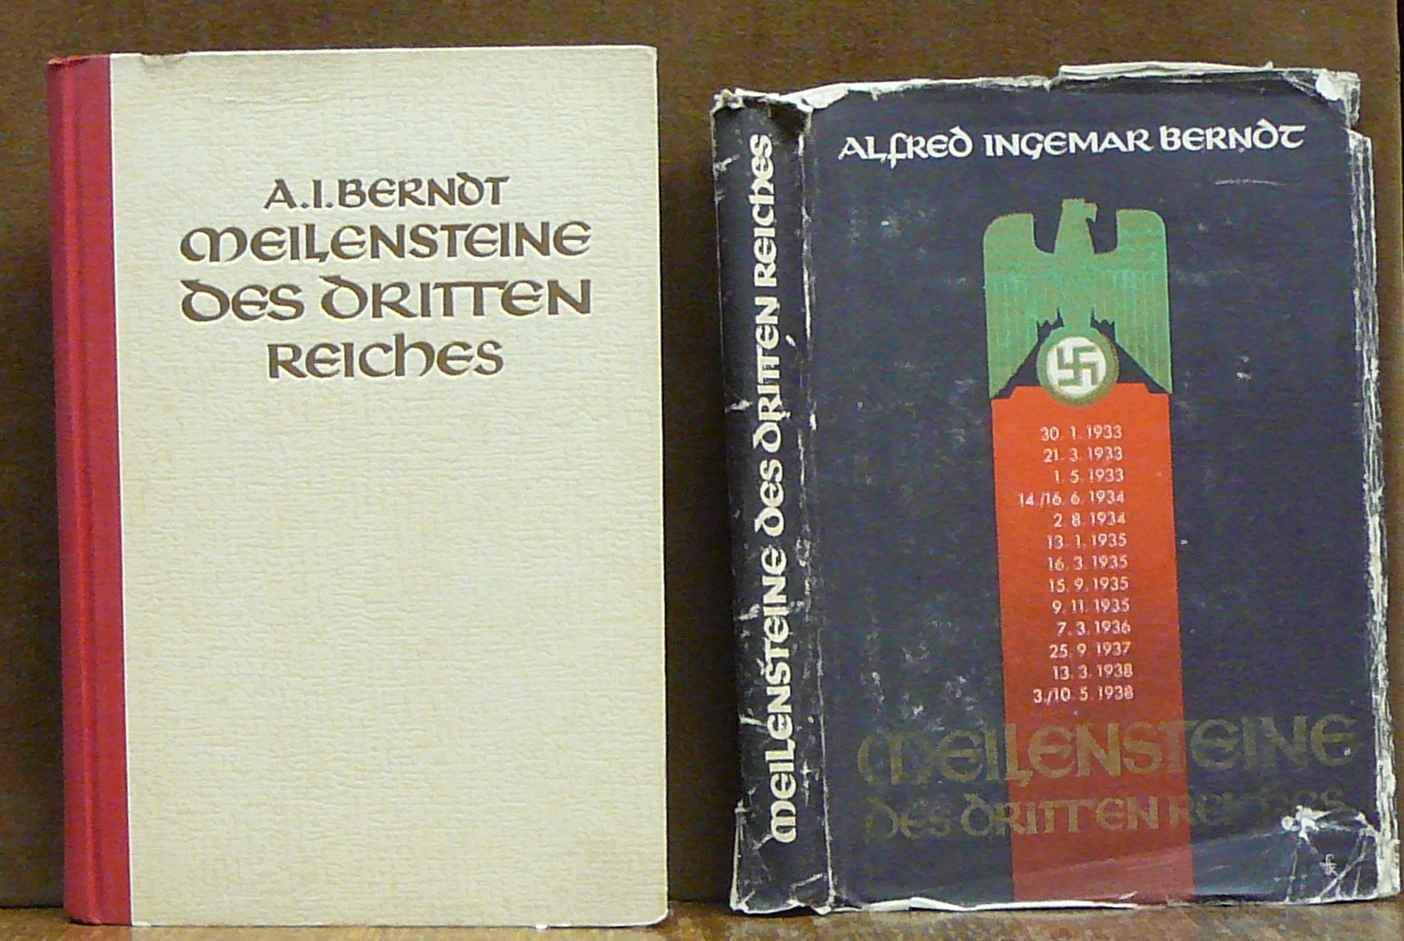 A.I. BERNDT
MEILENSTEINE
DES DRITTEN
REICHES
MEILENSTEINE DES DRITTEN REICHES
ALFRED INGEMAR BERNDT
30. 1. 1933
21. 3. 1933
1. 5. 1933
14./16. 6. 1934
2. 8. 1934
13. 1. 1935
16. 3. 1935
15. 9. 1935
9. 11. 1935
7. 3. 1936
25. 9. 1937
13. 3. 1938
3./10. 5. 1938
MEILENSTEINE
DES DRITTEN REICHES